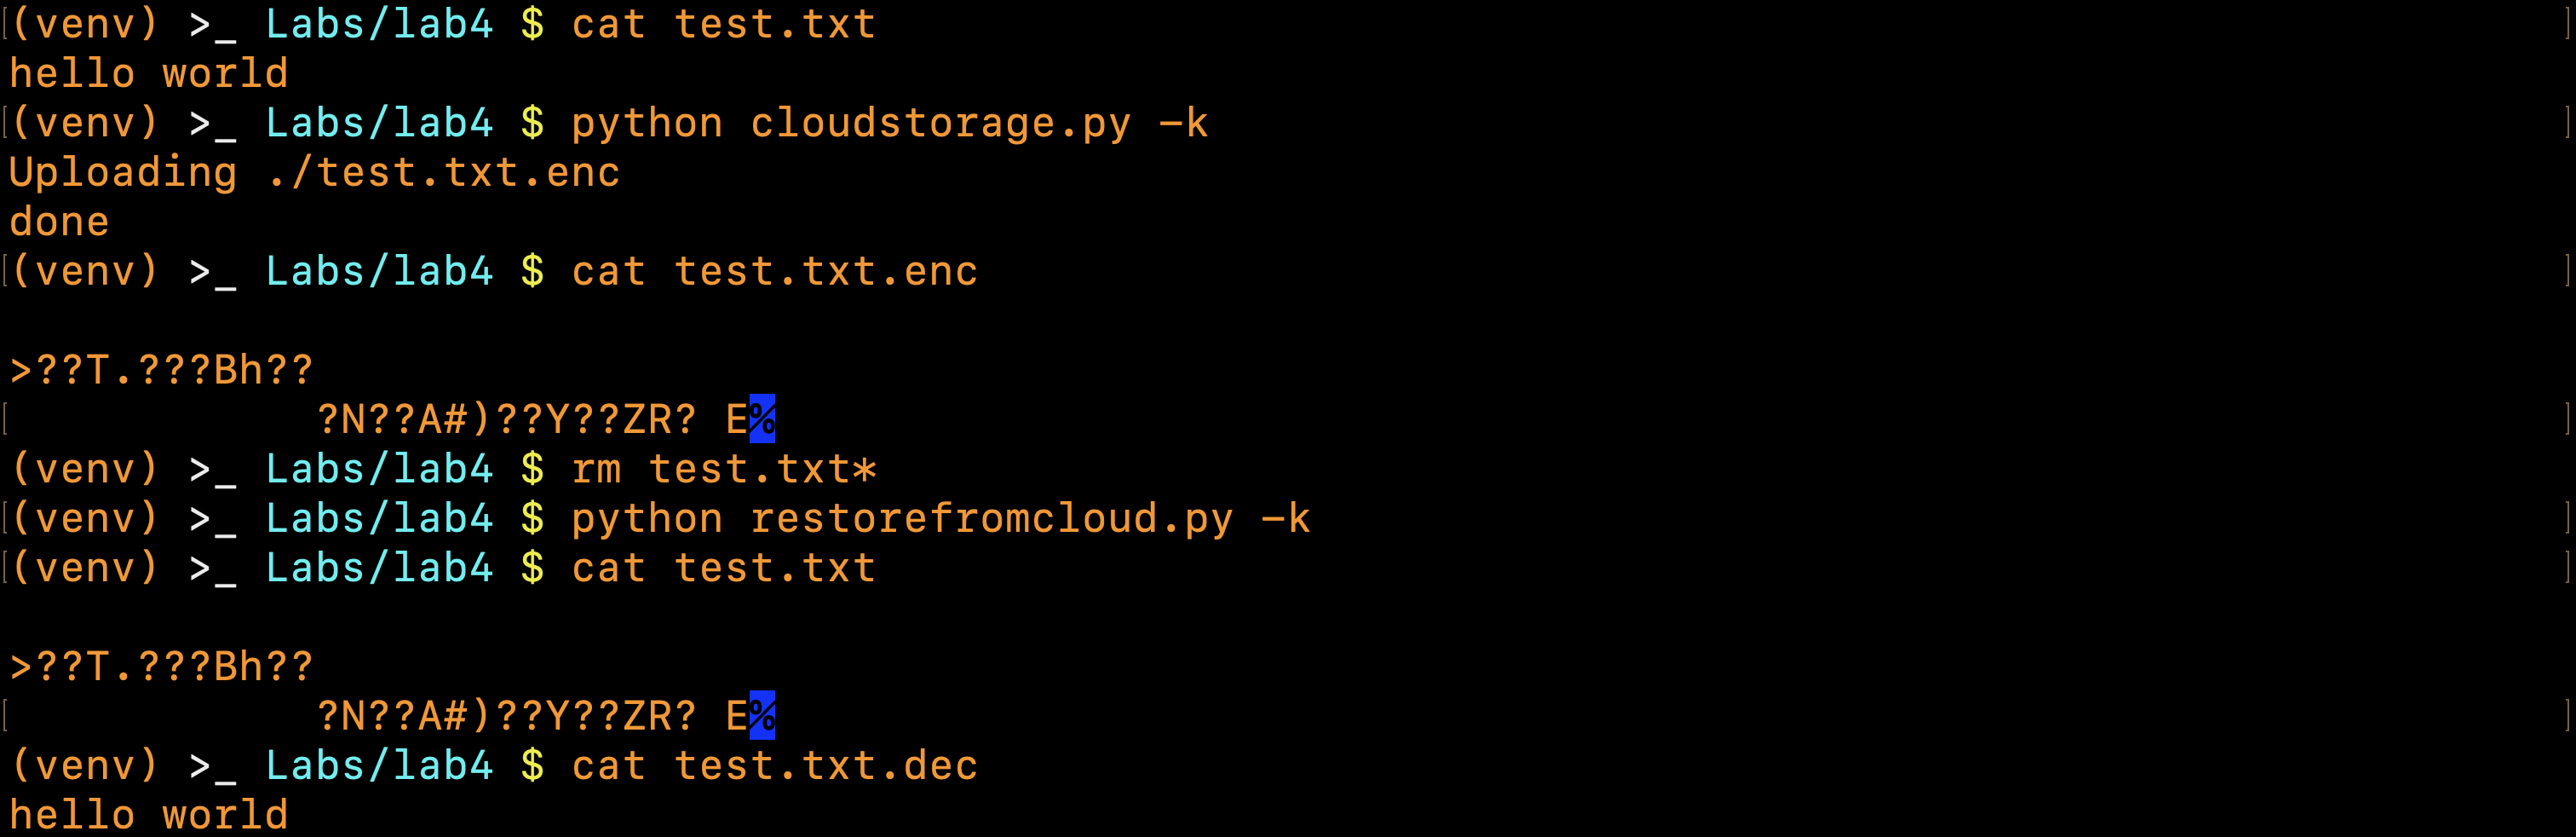 (venv) >_ Labs/lab4 $ cat test.txt
hello world
(venv) >_ Labs/lab4 $ python cloudstorage.py -k
Uploading ./test.txt.enc
done
(venv) >_ Labs/lab4 $ cat test.txt.enc
>??T.???Bh??
?N??A#)??Y??ZR? E%
(venv) >_ Labs/lab4 $ rm test.txt*
(venv) >_ Labs/lab4 $ python restorefromcloud.py -k
(venv) >_ Labs/lab4 $ cat test.txt
>??T.???Bh??
?N??A#)??Y??ZR? E%
(venv) >_ Labs/lab4 $ cat test.txt.dec
hello world